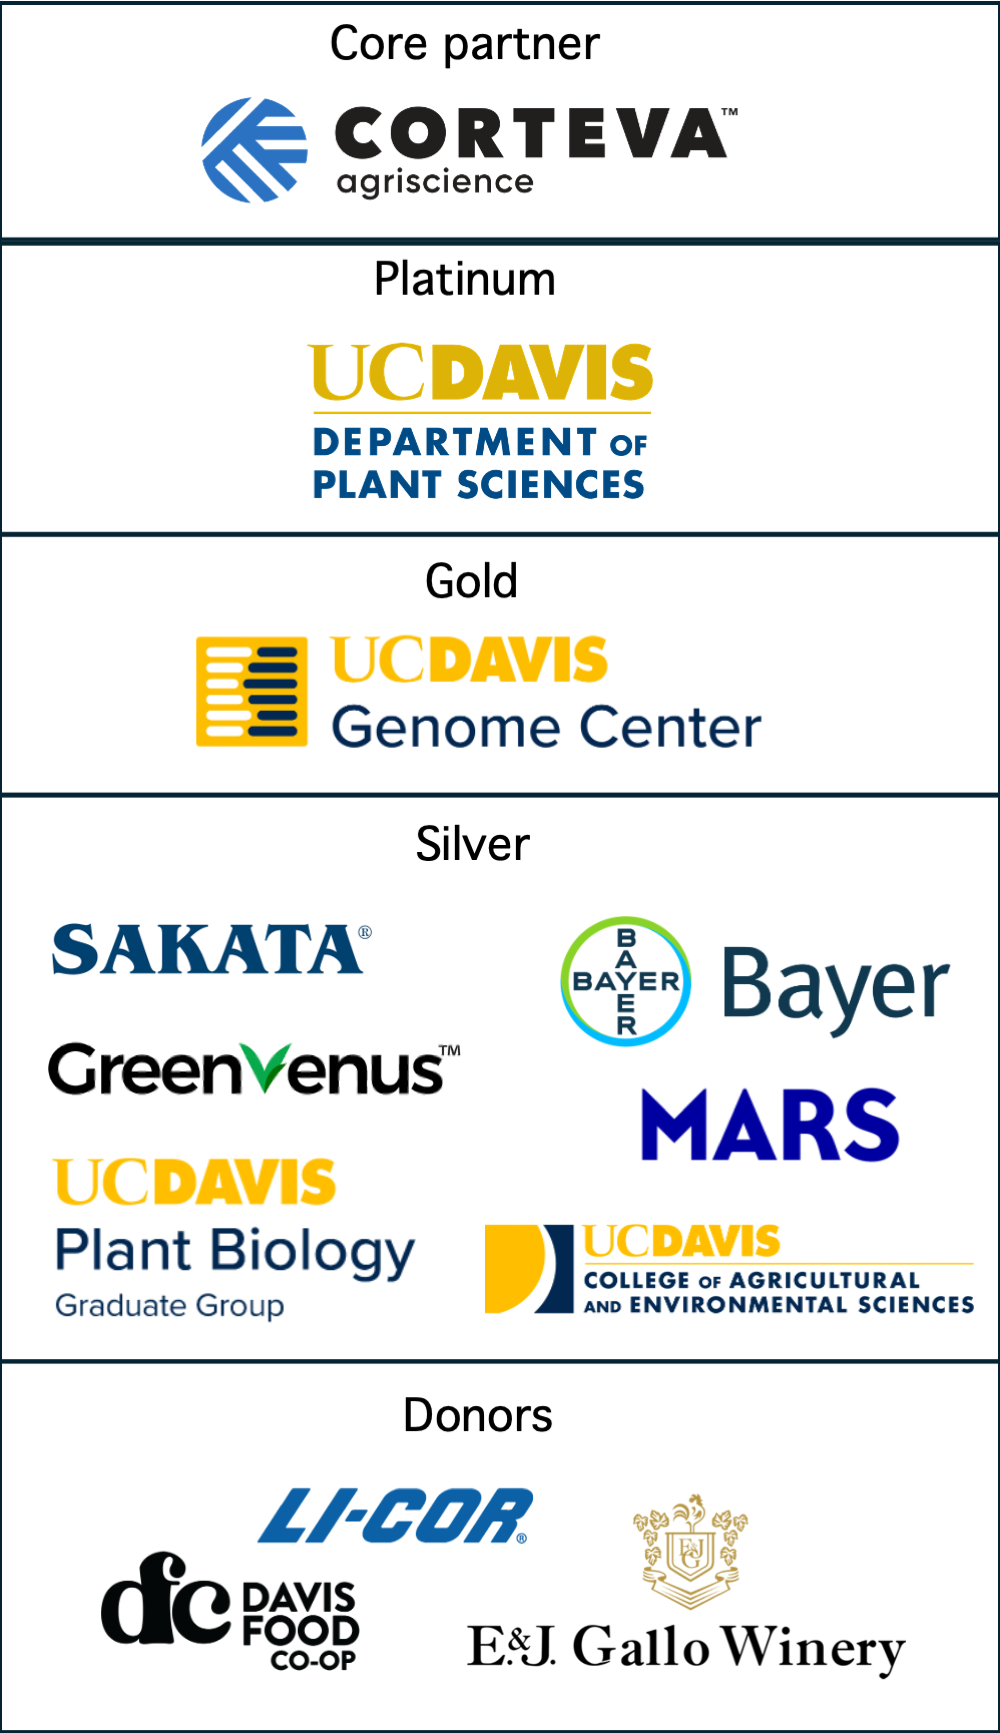 Core partner
CORTEVA™
agriscience
Platinum
UCDAVIS
DEPARTMENT OF
PLANT SCIENCES
Gold
UCDAVIS
Genome Center
Silver
SAKATA®
BAYER
BAYER
Bayer
GreenVenus™
MARS
UCDAVIS
Plant Biology
Graduate Group
UCDAVIS
COLLEGE OF AGRICULTURAL
AND ENVIRONMENTAL SCIENCES
Donors
LI-COR®
dfc
DAVIS
FOOD
CO-OP
E&J
G
E.&J. Gallo Winery